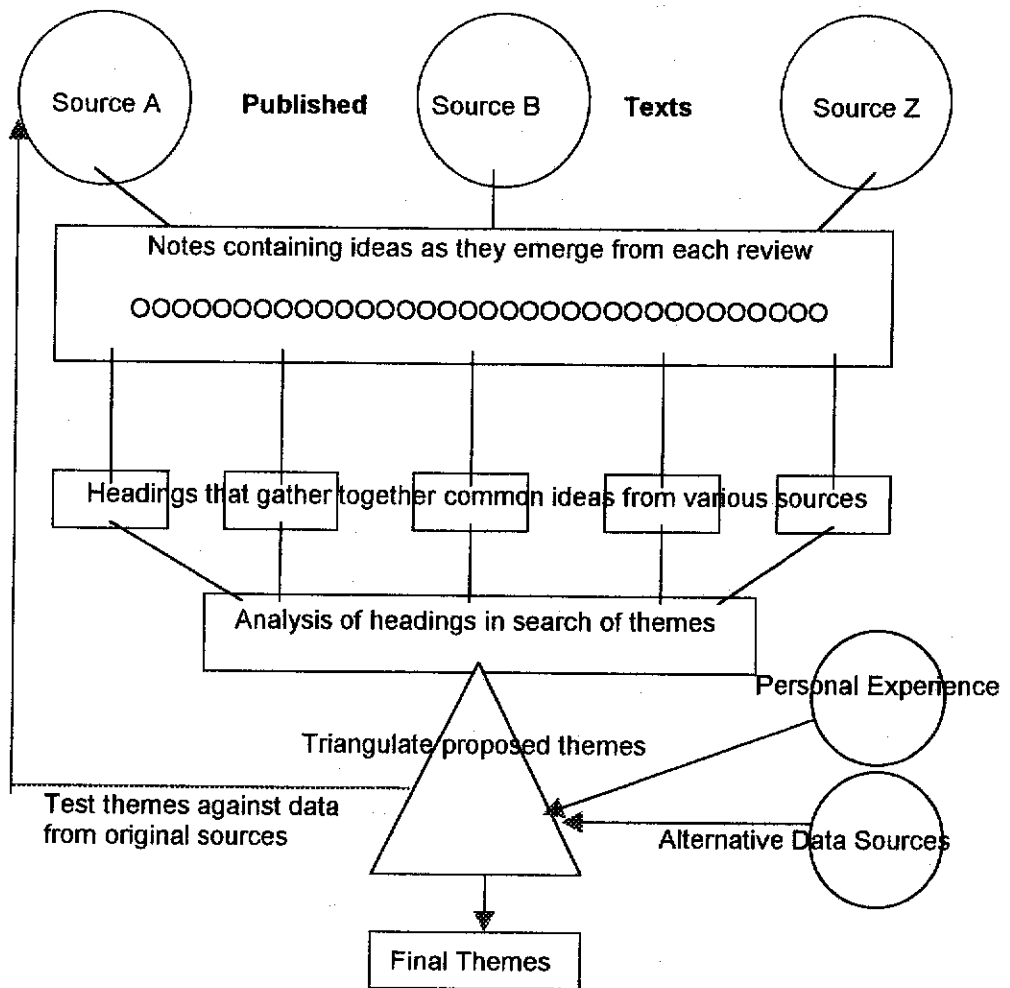 Source A
Published
Source B
Texts
Source Z
Notes containing ideas as they emerge from each review
OOOOOOOOOOOOOOOOOOOOOOOOOOOOOOOOOO
Headings that gather together common ideas from various sources
Analysis of headings in search of themes
Personal Experience
Triangulate proposed themes
Test themes against data
from original sources
Alternative Data Sources
Final Themes